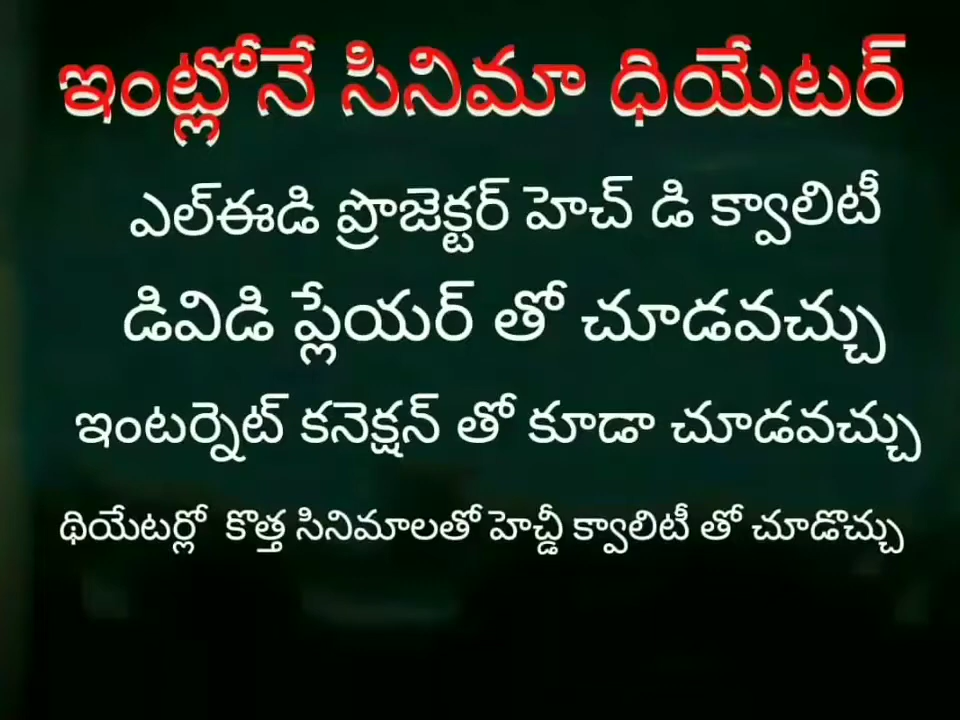 ఇంట్లోనే సినిమా థియేటర్
ఎల్ఈడి ప్రొజెక్టర్ హెచ్ డి క్వాలిటీ
డివిడి ప్లేయర్ తో చూడవచ్చు
ఇంటర్నెట్ కనెక్షన్ తో కూడా చూడవచ్చు
థియేటర్లో కొత్త సినిమాలతో హెచ్డీ క్వాలిటీ తో చూడొచ్చు